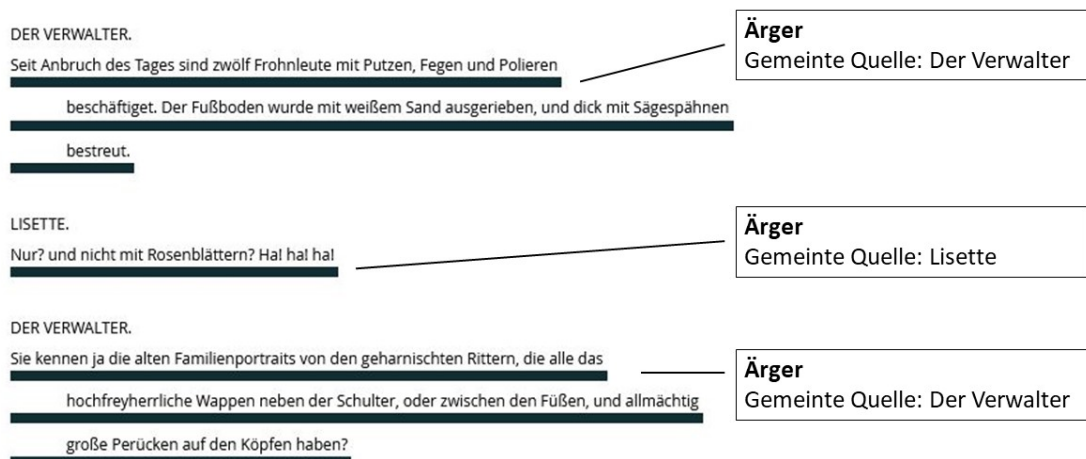 DER VERWALTER.
Seit Anbruch des Tages sind zwölf Frohnleute mit Putzen, Fegen und Polieren
beschäftiget. Der Fußboden wurde mit weißem Sand ausgerieben, und dick mit Sägespähnen
bestreut.
Ärger
Gemeinte Quelle: Der Verwalter
LISETTE.
Nur? und nicht mit Rosenblättern? Ha! ha! ha!
Ärger
Gemeinte Quelle: Lisette
DER VERWALTER.
Sie kennen ja die alten Familienportraits von den geharnischten Rittern, die alle das
hochfreyherrliche Wappen neben der Schulter, oder zwischen den Füßen, und allmächtig
große Perücken auf den Köpfen haben?
Ärger
Gemeinte Quelle: Der Verwalter